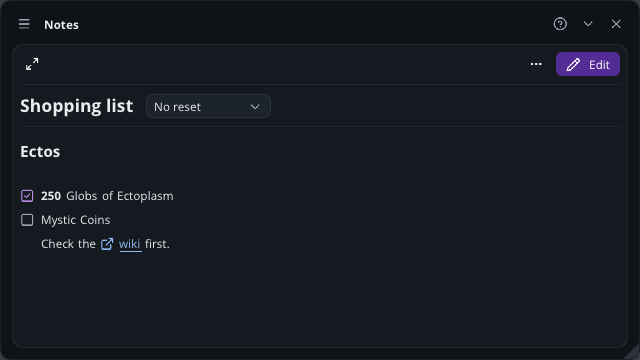 Notes
Edit
Shopping list
No reset
Ectos
250 Globs of Ectoplasm
Mystic Coins
Check the wiki first.